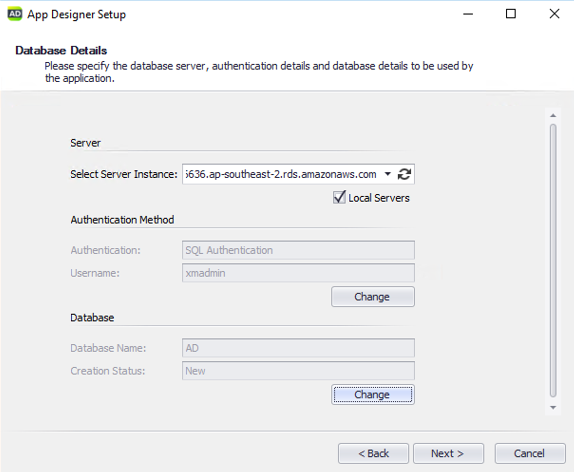 AD App Designer Setup
Database Details
Please specify the database server, authentication details and database details to be used by
the application.
Server
Select Server Instance: 5636.ap-southeast-2.rds.amazonaws.com
Local Servers
Authentication Method
Authentication: SQL Authentication
Username: xmadmin
Change
Database
Database Name: AD
Creation Status: New
Change
< Back Next > Cancel